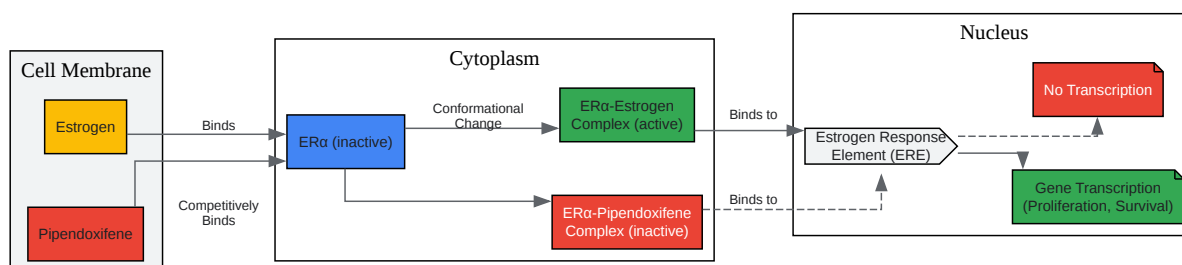 Cell Membrane
Estrogen
Pipendoxifene
Binds
Competitively
Binds
Cytoplasm
ERα (inactive)
Conformational
Change
ERα-Estrogen
Complex (active)
ERα-Pipendoxifene
Complex (inactive)
Binds to
Binds to
Nucleus
Estrogen Response
Element (ERE)
No Transcription
Gene Transcription
(Proliferation, Survival)